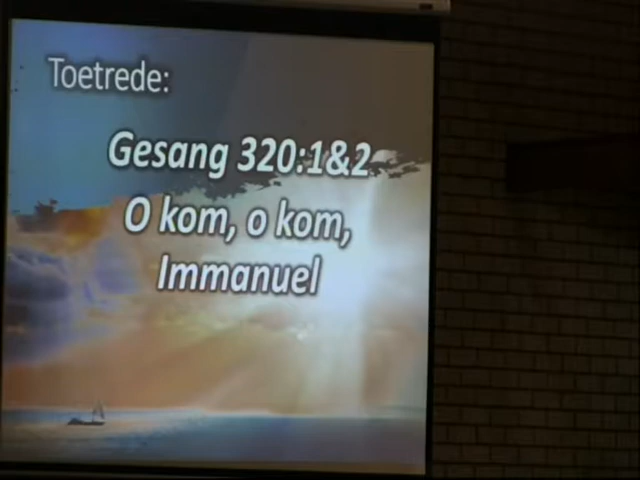 Toetrede:
Gesang 320:1&2
O kom, o kom,
Immanuel